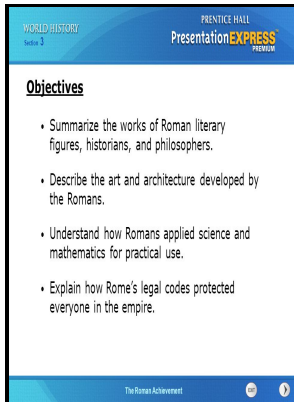 WORLD HISTORY
Section 3
PRENTICE HALL
PresentationEXPRESS
PREMIUM
Objectives
• Summarize the works of Roman literary
figures, historians, and philosophers.
• Describe the art and architecture developed by
the Romans.
• Understand how Romans applied science and
mathematics for practical use.
• Explain how Rome's legal codes protected
everyone in the empire.
The Roman Achievement